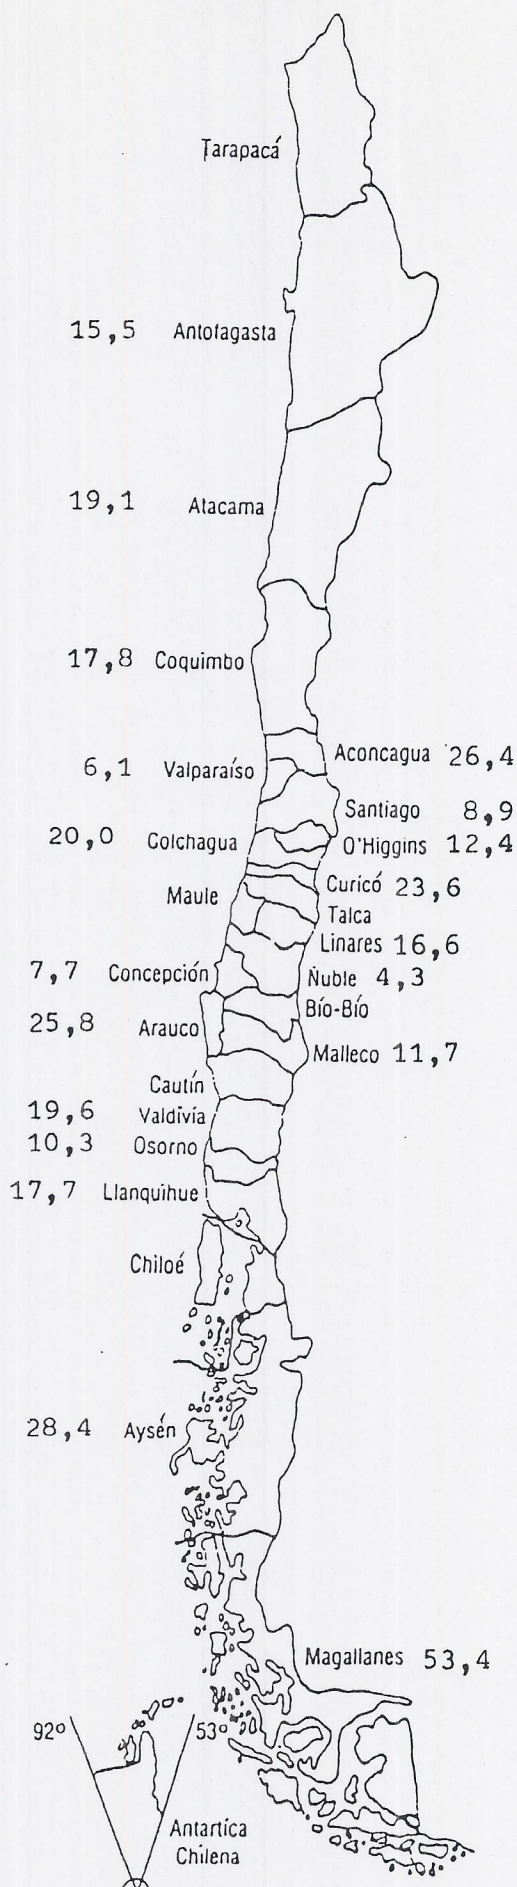 Tarapacá
15,5 Antofagasta
19,1 Atacama
17,8 Coquimbo
Aconcagua 26,4
6,1 Valparaíso
Santiago 8,9
20,0 Colchagua
O'Higgins 12,4
Curicó 23,6
Maule
Talca
Linares 16,6
7,7 Concepción
Ñuble 4,3
Bío-Bío
25,8 Arauco
Malleco 11,7
Cautín
19,6 Valdivia
10,3 Osorno
17,7 Llanquihue
Chiloé
28,4 Aysén
Magallanes 53,4
92º 53º
Antartíca
Chilena